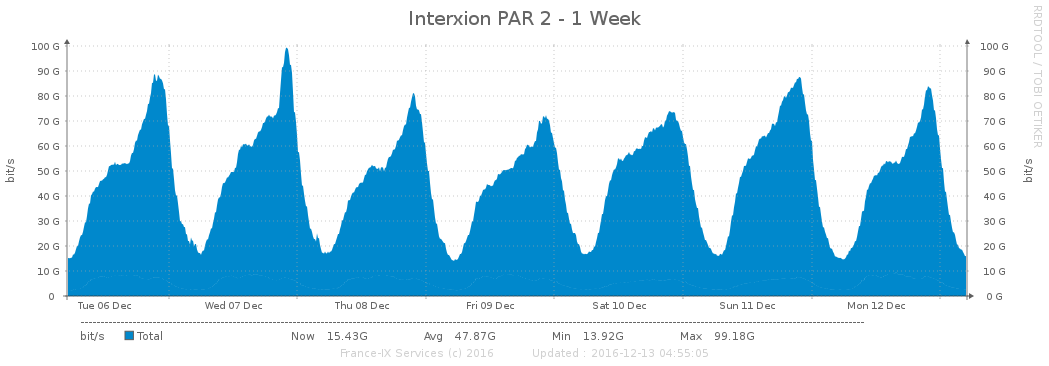 Interxion PAR 2 - 1 Week
RRDTOOL / TOBI OETIKER
bit/s
bit/s
100 G 100 G
90 G 90 G
80 G 80 G
70 G 70 G
60 G 60 G
50 G 50 G
40 G 40 G
30 G 30 G
20 G 20 G
10 G 10 G
0 0 G
Tue 06 Dec Wed 07 Dec Thu 08 Dec Fri 09 Dec Sat 10 Dec Sun 11 Dec Mon 12 Dec
bit/s Total Now 15.43G Avg 47.87G Min 13.92G Max 99.18G
France-IX Services (c) 2016 Updated : 2016-12-13 04:55:05